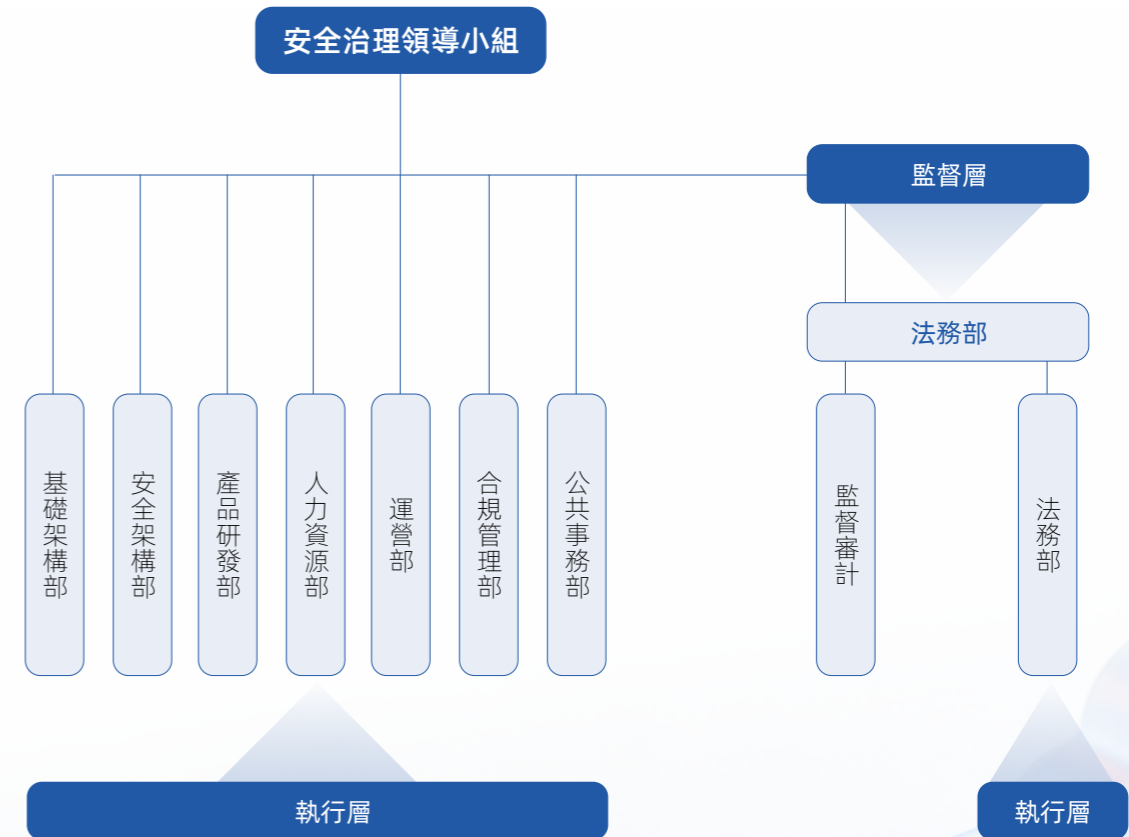 安全治理領導小組
監督層
法務部
基礎架構部
安全架構部
產品研發部
人力資源部
運營部
合規管理部
公共事務部
監督審計
法務部
執行層
執行層